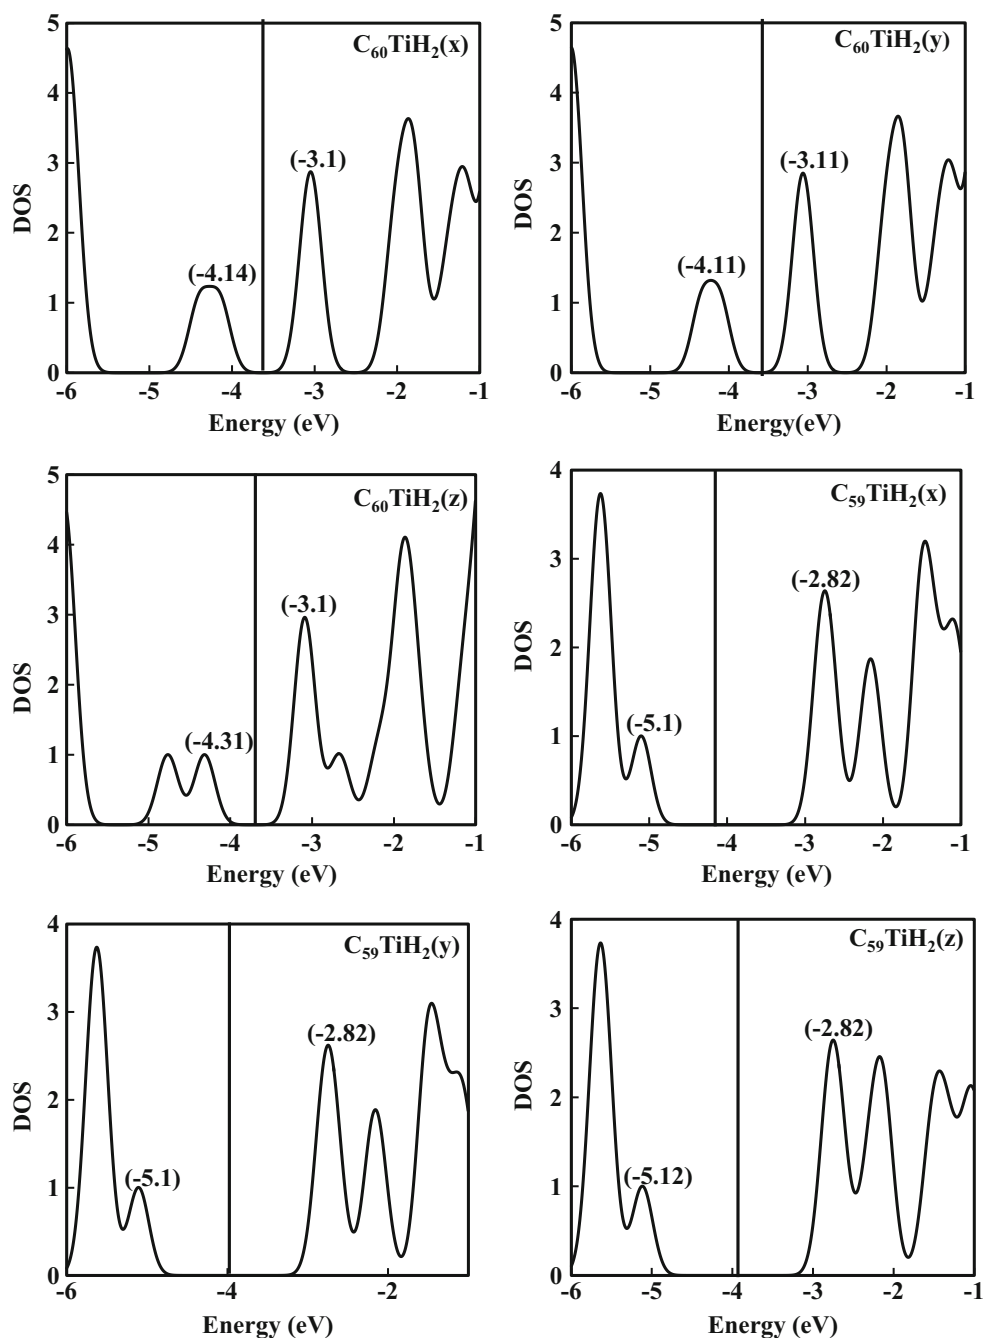 C₆₀TiH₂(x)
5
4
3
2
1
0
DOS
(-4.14)
(-3.1)
-6 -5 -4 -3 -2 -1
Energy (eV)
C₆₀TiH₂(y)
5
4
3
2
1
0
DOS
(-4.11)
(-3.11)
-6 -5 -4 -3 -2 -1
Energy(eV)
C₆₀TiH₂(z)
5
4
3
2
1
0
DOS
(-4.31)
(-3.1)
-6 -5 -4 -3 -2 -1
Energy (eV)
C₅₉TiH₂(x)
4
3
2
1
0
DOS
(-5.1)
(-2.82)
-6 -5 -4 -3 -2 -1
Energy (eV)
C₅₉TiH₂(y)
4
3
2
1
0
DOS
(-5.1)
(-2.82)
-6 -4 -2
Energy (eV)
C₅₉TiH₂(z)
4
3
2
1
0
DOS
(-5.12)
(-2.82)
-6 -5 -4 -3 -2 -1
Energy (eV)